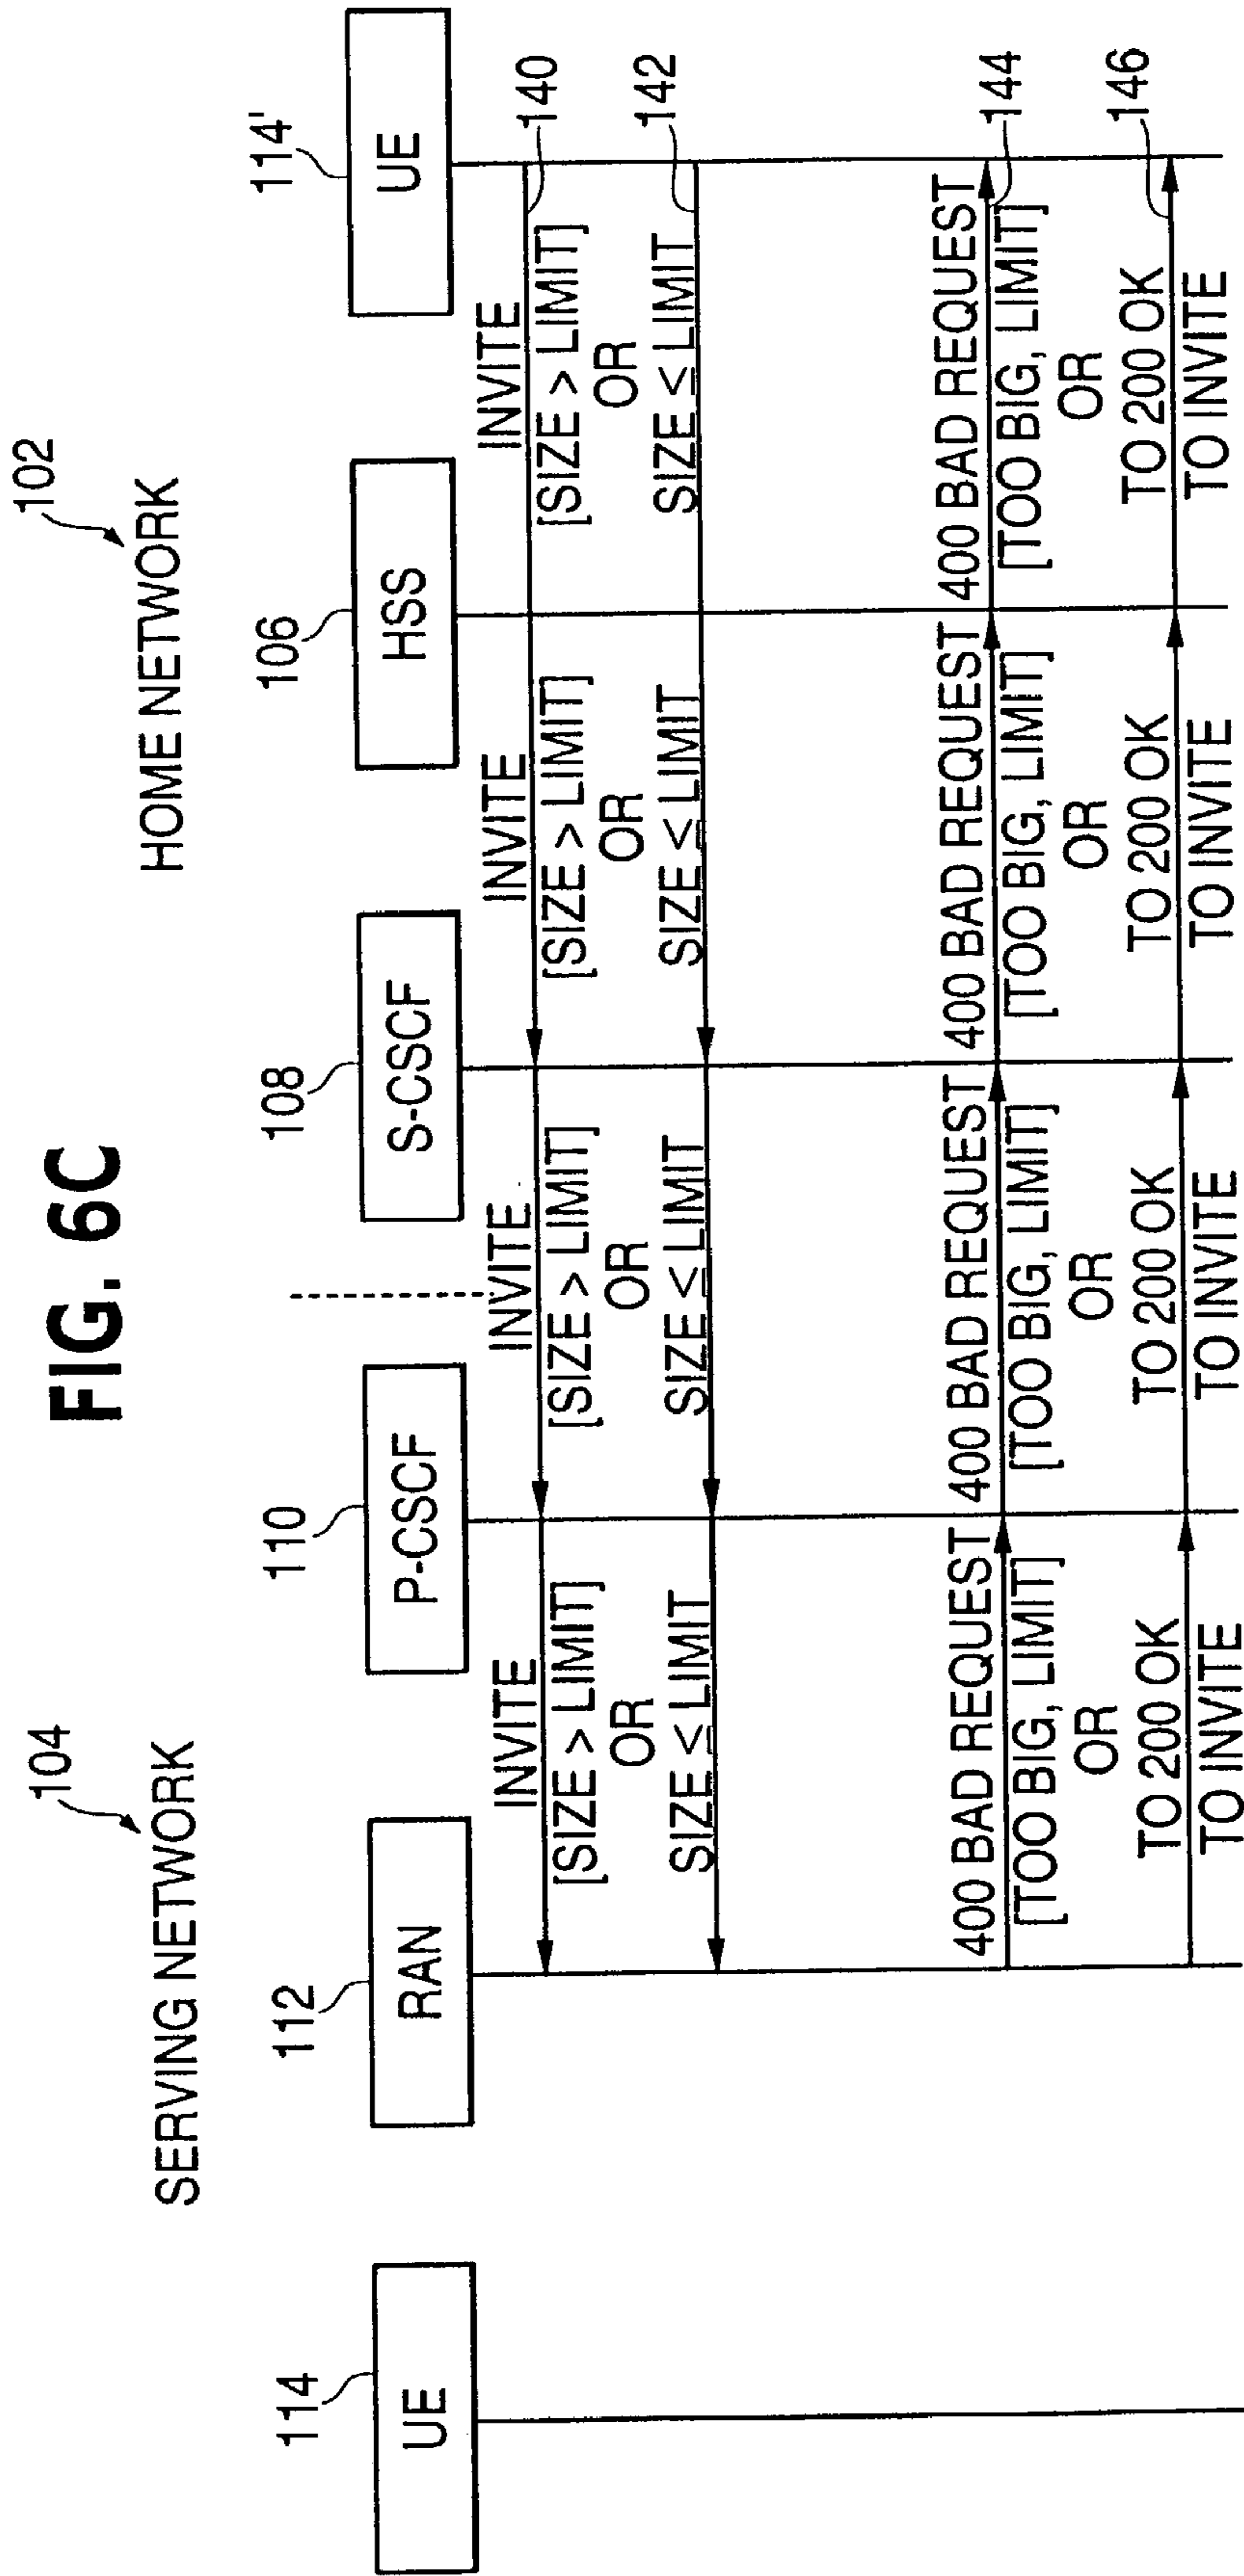 FIG. 6C
104
SERVING NETWORK
102
HOME NETWORK
114
UE
112
RAN
110
P-CSCF
108
S-CSCF
106
HSS
114'
UE
INVITE
[SIZE > LIMIT]
OR
SIZE ≤ LIMIT
INVITE
[SIZE > LIMIT]
OR
SIZE ≤ LIMIT
INVITE
[SIZE > LIMIT]
OR
SIZE ≤ LIMIT
INVITE
[SIZE > LIMIT]
OR
SIZE ≤ LIMIT
140
142
400 BAD REQUEST
[TOO BIG, LIMIT]
OR
TO 200 OK
TO INVITE
400 BAD REQUEST
[TOO BIG, LIMIT]
OR
TO 200 OK
TO INVITE
400 BAD REQUEST
[TOO BIG, LIMIT]
OR
TO 200 OK
TO INVITE
400 BAD REQUEST
[TOO BIG, LIMIT]
OR
TO 200 OK
TO INVITE
144
146